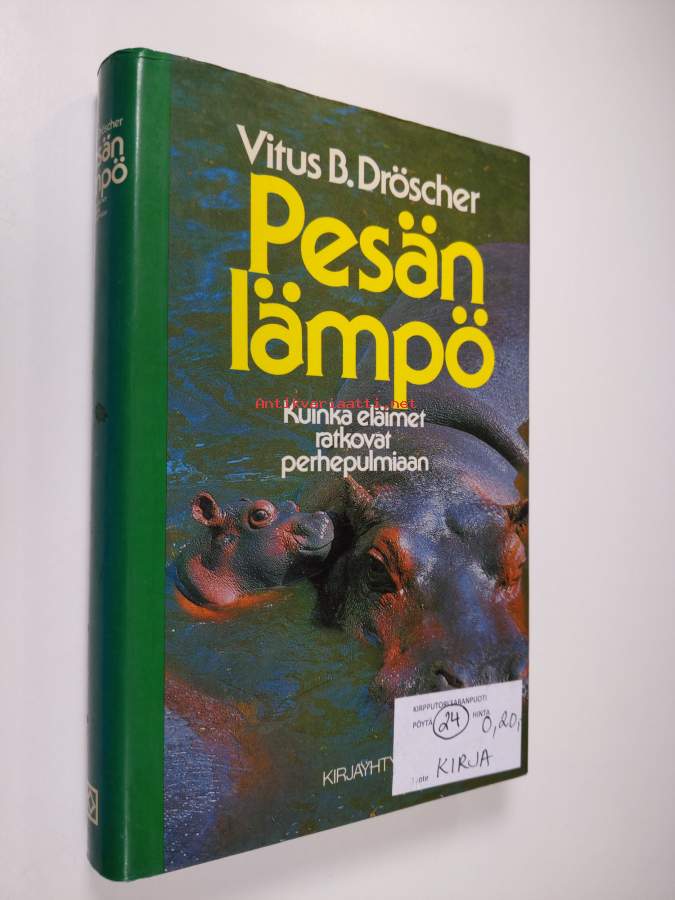 Vitus B. Dröscher
Pesän
lämpö
Antikvariaatti.net
Kuinka eläimet
ratkovat
perhepulmiaan
KIRPPUTORI SARANPUOTI
PÖYTÄ 24 HINTA 0,20,
KIRJA
KIRJAYHTY